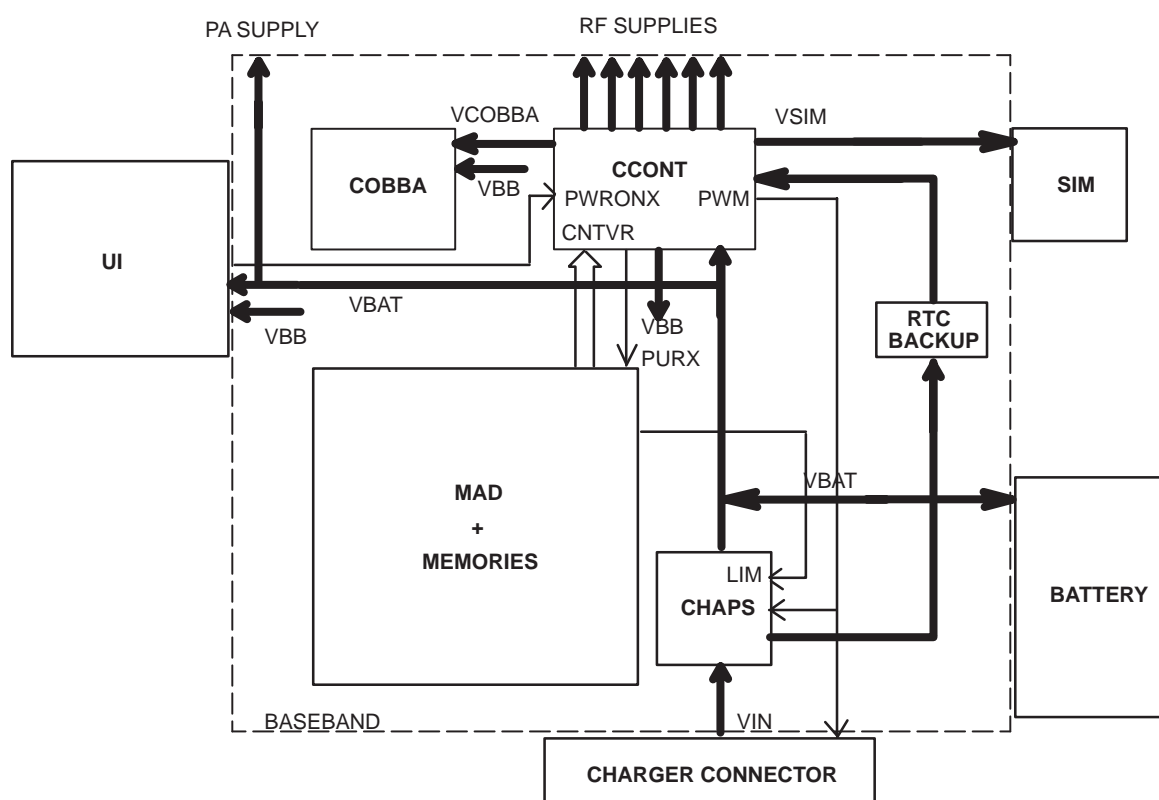 PA SUPPLY
RF SUPPLIES
VCOBBA
VSIM
COBBA
VBB
CCONT
PWRONX
PWM
CNTVR
SIM
UI
VBAT
VBB
VBB
PURX
RTC
BACKUP
MAD
+
MEMORIES
VBAT
LIM
CHAPS
BATTERY
BASEBAND
VIN
CHARGER CONNECTOR